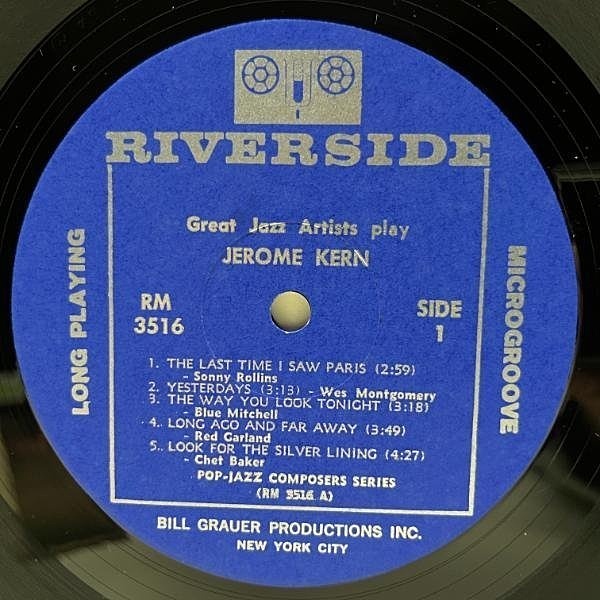 RIVERSIDE
Great Jazz Artists play
JEROME KERN
RM
3516
SIDE
1
LONG PLAYING
MICROGROOVE
1. THE LAST TIME I SAW PARIS (2:59)
- Sonny Rollins
2. YESTERDAYS (3:13) - Wes Montgomery
3. THE WAY YOU LOOK TONIGHT (3:18)
- Blue Mitchell
4. LONG AGO AND FAR AWAY (3:49)
- Red Garland
5. LOOK FOR THE SILVER LINING (4:27)
- Chet Baker
POP-JAZZ COMPOSERS SERIES
(RM 3516 A)
BILL GRAUER PRODUCTIONS INC.
NEW YORK CITY